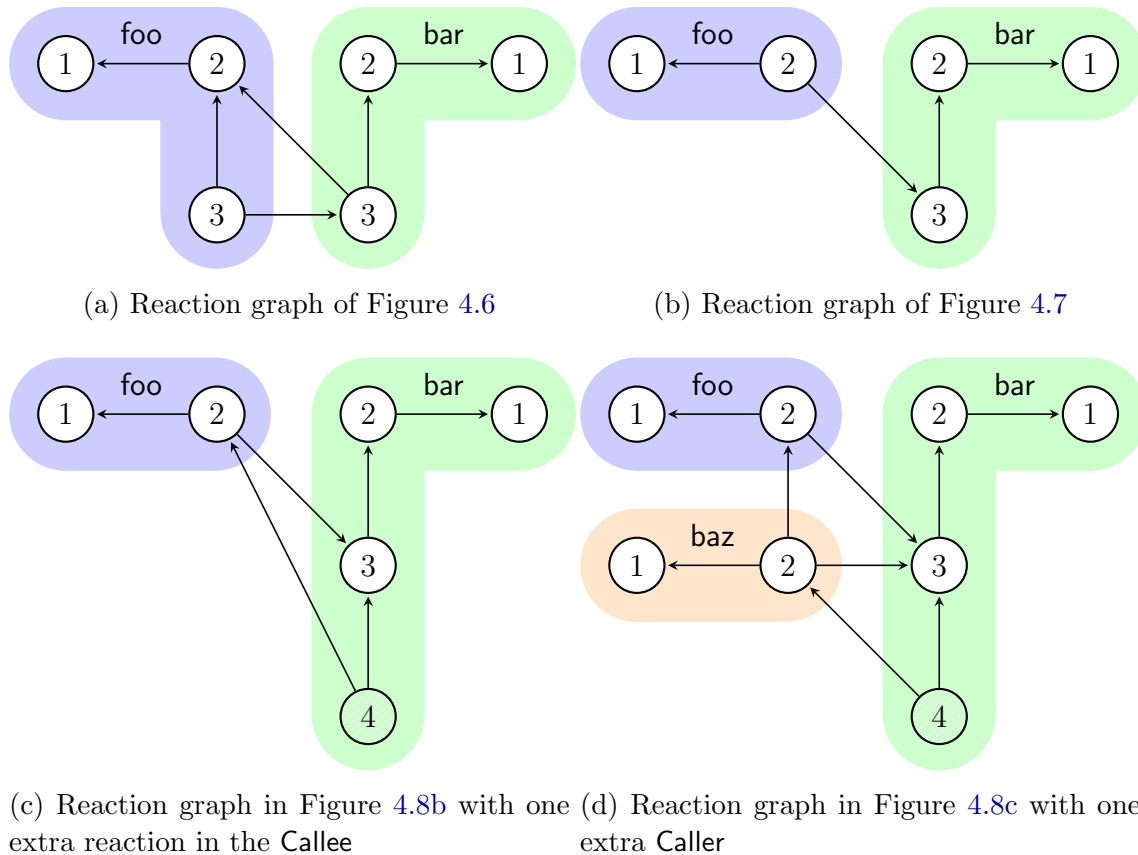 foo bar
1 2 2 1
3 3
(a) Reaction graph of Figure 4.6
foo bar
1 2 2 1
3
(b) Reaction graph of Figure 4.7
foo bar
1 2 2 1
3
4
(c) Reaction graph in Figure 4.8b with one
extra reaction in the Callee
foo bar
1 2 2 1
baz
1 2 3
4
(d) Reaction graph in Figure 4.8c with one
extra Caller